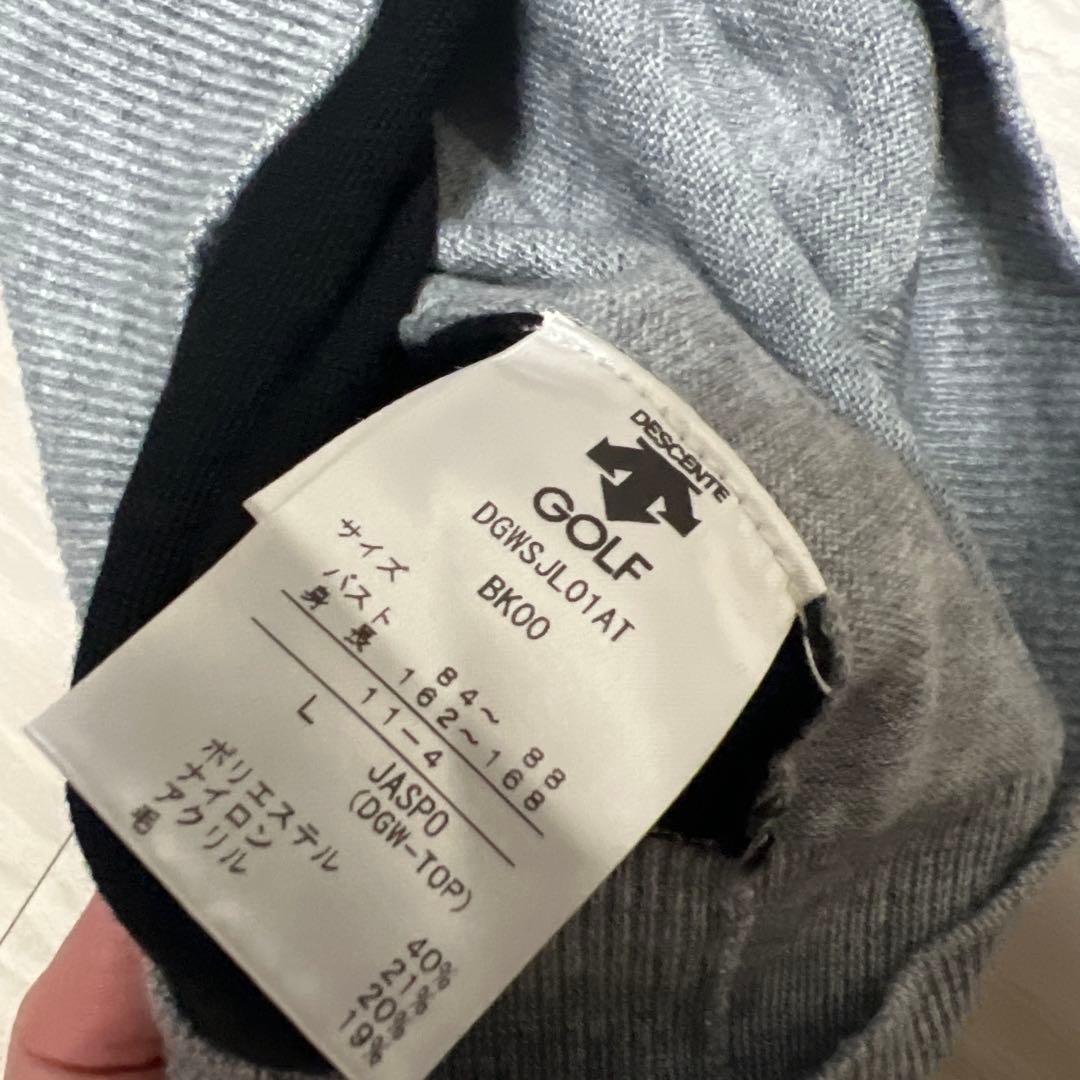 DESCENTE
GOLF
DGWSJL01AT
BK00
サイズ
バスト 84～ 88
身 長 162～168
11-4
L JASPO
(DGW-TOP)
ポリエステル 40%
ナイロン 21%
アクリル 20%
毛 19%